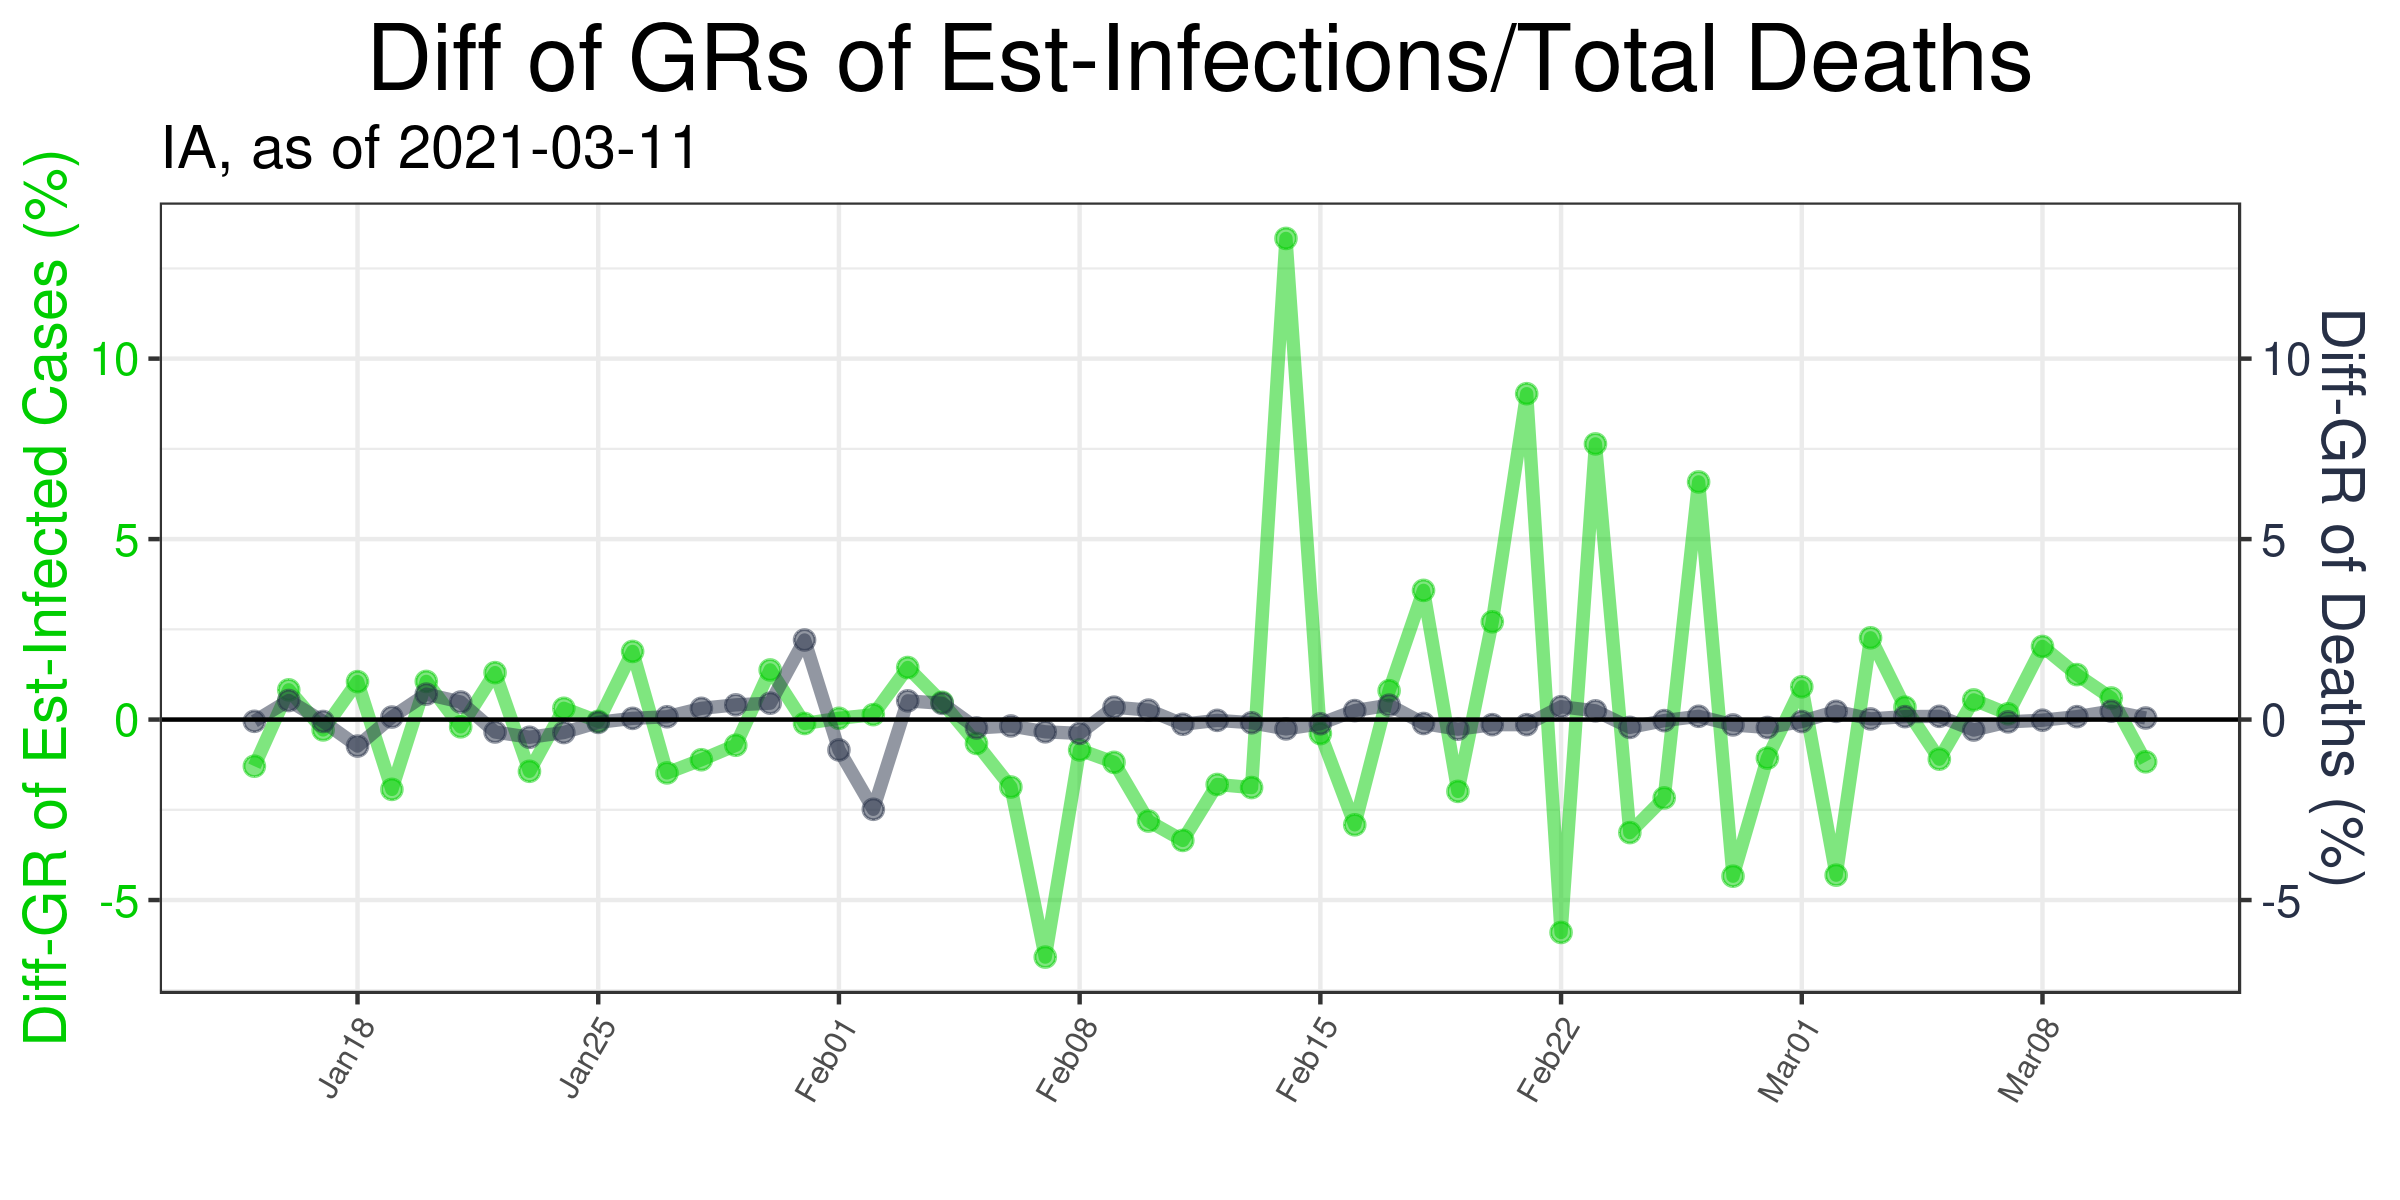 Diff of GRs of Est-Infections/Total Deaths
IA, as of 2021-03-11
Diff-GR of Est-Infected Cases (%)
10
5
0
-5
10
5
0
-5
Diff-GR of Deaths (%)
Jan18
Jan25
Feb01
Feb08
Feb15
Feb22
Mar01
Mar08